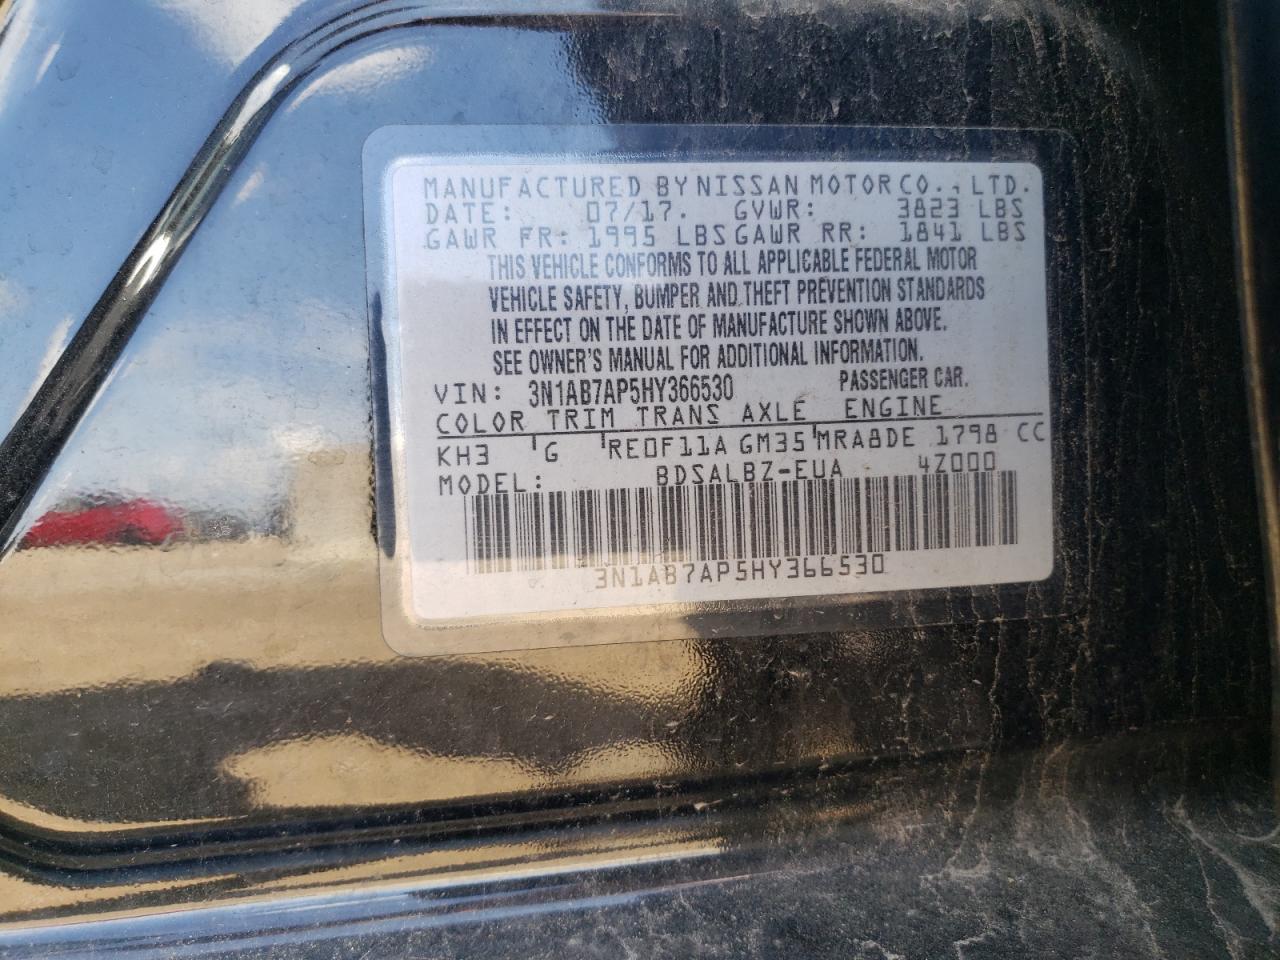 MANUFACTURED BY NISSAN MOTOR CO., LTD.
DATE: 07/17. GVWR: 3823 LBS
GAWR FR: 1995 LBS GAWR RR: 1841 LBS
THIS VEHICLE CONFORMS TO ALL APPLICABLE FEDERAL MOTOR
VEHICLE SAFETY, BUMPER AND THEFT PREVENTION STANDARDS
IN EFFECT ON THE DATE OF MANUFACTURE SHOWN ABOVE.
SEE OWNER'S MANUAL FOR ADDITIONAL INFORMATION.
VIN: 3N1AB7AP5HY366530 PASSENGER CAR.
COLOR TRIM TRANS AXLE ENGINE
KH3 G RE0F11A GM35 MRA8DE 1798 CC
MODEL: BDSALBZ-EUA 4Z000
3N1AB7AP5HY366530